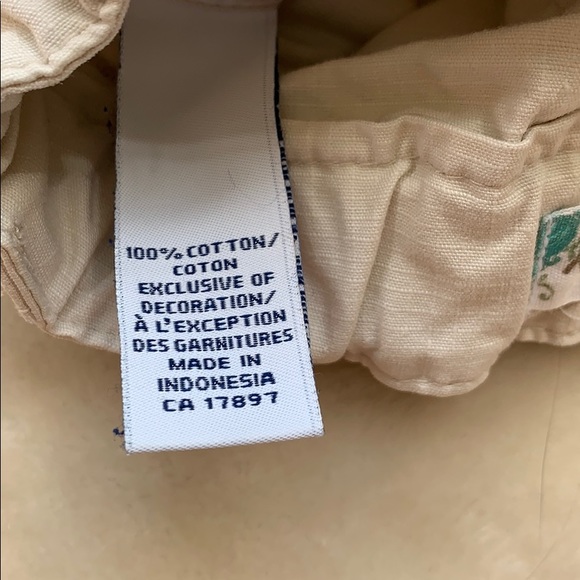 100% COTTON/
COTON
EXCLUSIVE OF
DECORATION/
À L'EXCEPTION
DES GARNITURES
MADE IN
INDONESIA
CA 17897